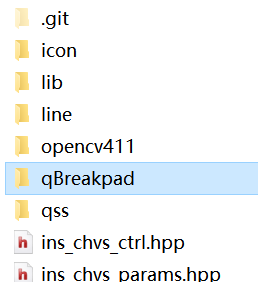 .git
icon
lib
line
opencv411
qBreakpad
qss
ins_chvs_ctrl.hpp
ins_chvs_params.hpp